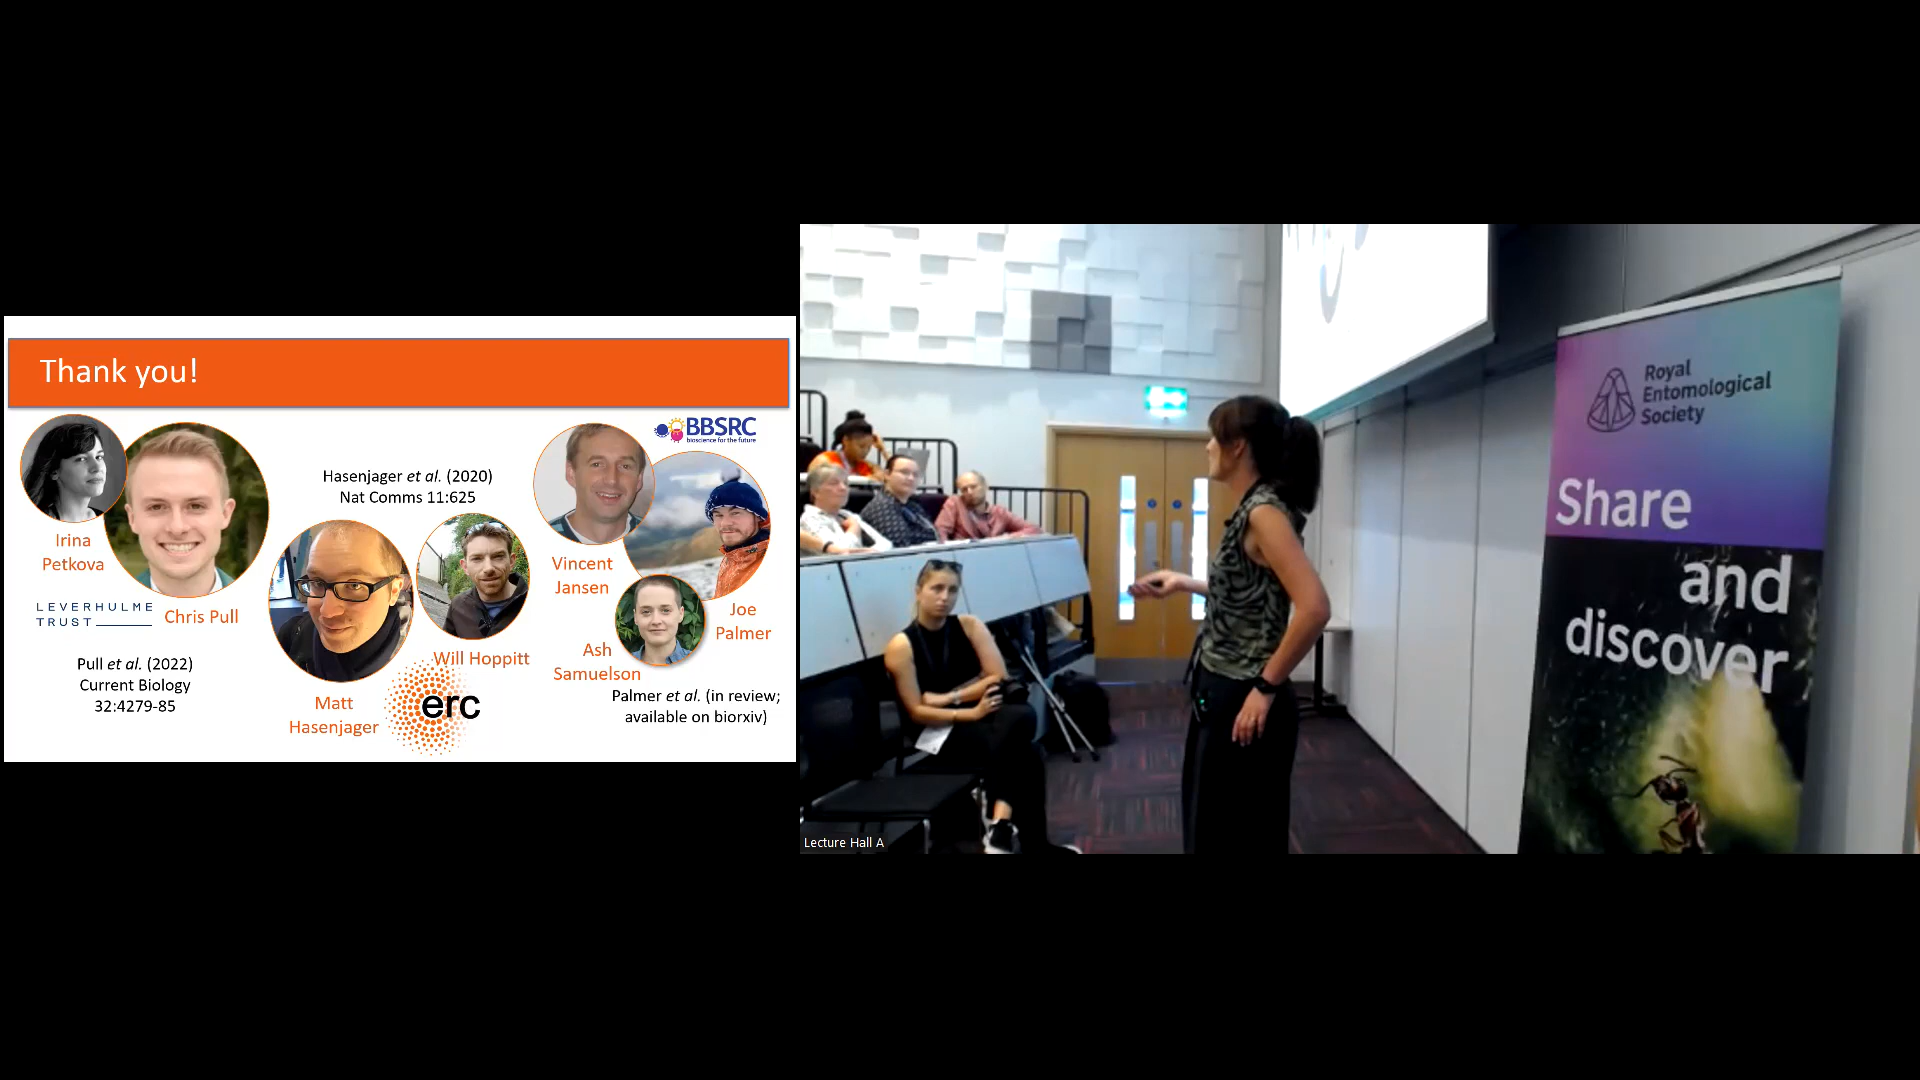 Thank you!
BBSRC
bioscience for the future
Hasenjager et al. (2020)
Nat Comms 11:625
Irina
Petkova
LEVERHULME
TRUST
Chris Pull
Pull et al. (2022)
Current Biology
32:4279-85
Matt
Hasenjager
Will Hoppitt
erc
Vincent
Jansen
Ash
Samuelson
Joe
Palmer
Palmer et al. (in review;
available on biorxiv)
Royal
Entomological
Society
Share
and
discover
Lecture Hall A